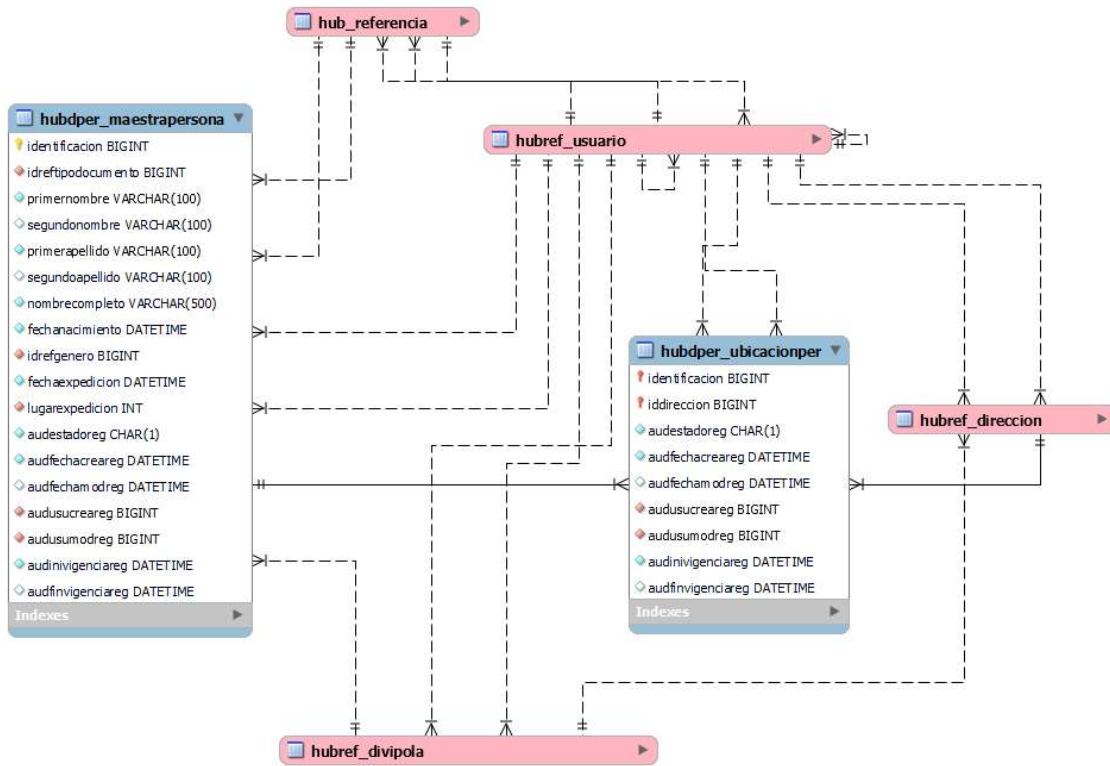 hub_referencia
hubdper_maestrapersona
identificacion BIGINT
idreftipodocumento BIGINT
primernombre VARCHAR(100)
segundonombre VARCHAR(100)
primerapellido VARCHAR(100)
segundoapellido VARCHAR(100)
nombrecompleto VARCHAR(500)
fechanacimiento DATETIME
idrefgenero BIGINT
fechaexpedicion DATETIME
lugarexpedicion INT
audestadoreg CHAR(1)
audfechacreareg DATETIME
audfechamodreg DATETIME
audusucreareg BIGINT
audusumodreg BIGINT
audinivigenciareg DATETIME
audfinvigenciareg DATETIME
Indexes
hubref_usuario
hubdper_ubicacionper
identificacion BIGINT
iddireccion BIGINT
audestadoreg CHAR(1)
audfechacreareg DATETIME
audfechamodreg DATETIME
audusucreareg BIGINT
audusumodreg BIGINT
audinivigenciareg DATETIME
audfinvigenciareg DATETIME
Indexes
hubref_direccion
hubref_divipola